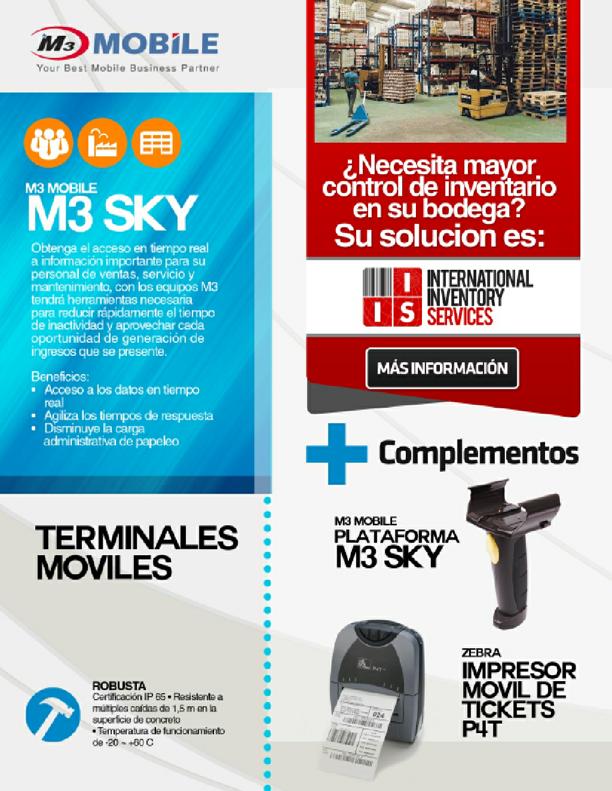 M3 MOBILE
Your Best Mobile Business Partner
M3 MOBILE
M3 SKY
Obtenga el acceso en tiempo real
a información importante para su
personal de ventas, servicio y
mantenimiento, con los equipos M3
tendrá herramientas necesaria
para reducir rápidamente el tiempo
de inactividad y aprovechar cada
oportunidad de generación de
ingresos que se presente.
Beneficios:
▪ Acceso a los datos en tiempo
real
▪ Agiliza los tiempos de respuesta
▪ Disminuye la carga
administrativa de papeleo
TERMINALES
MOVILES
ROBUSTA
Certificación IP 65 • Resistente a
múltiples caídas de 1,5 m en la
superficie de concreto
• Temperatura de funcionamiento
de -20 ~ +60 C
¿Necesita mayor
control de inventario
en su bodega?
Su solucion es:
IIS
INTERNATIONAL
INVENTORY
SERVICES
MÁS INFORMACIÓN
+ Complementos
M3 MOBILE
PLATAFORMA
M3 SKY
ZEBRA
IMPRESOR
MOVIL DE
TICKETS
P4T
024